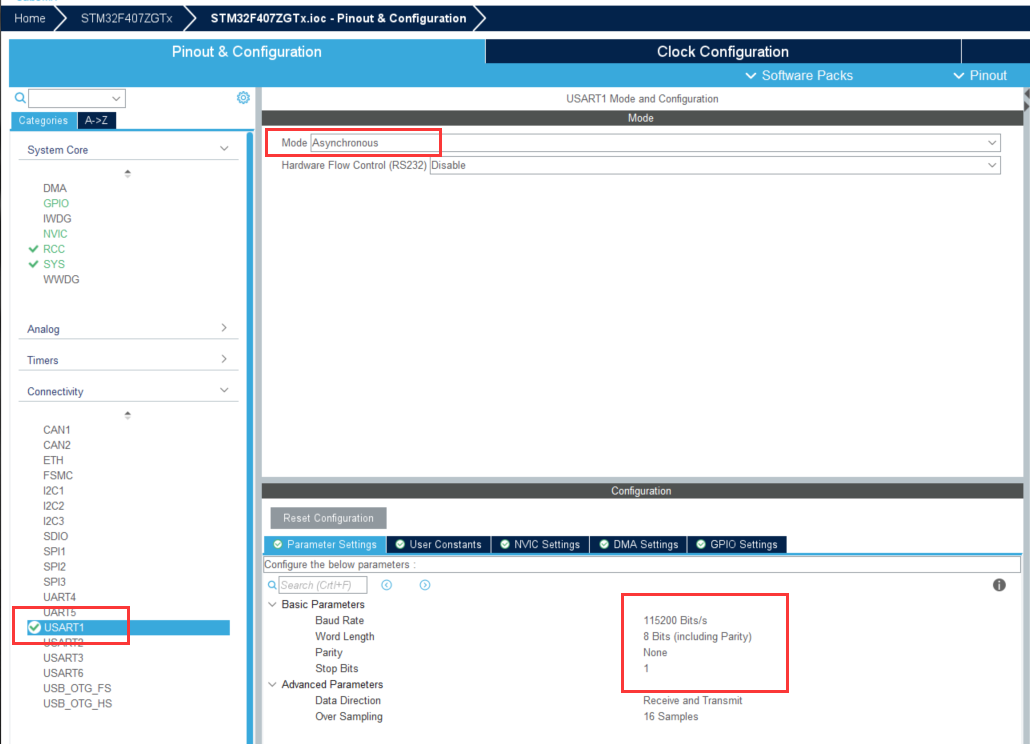 Home STM32F407ZGTx STM32F407ZGTx.ioc - Pinout & Configuration
Pinout & Configuration Clock Configuration
Software Packs Pinout
USART1 Mode and Configuration
Categories A->Z
Mode
System Core
Mode Asynchronous
Hardware Flow Control (RS232) Disable
DMA
GPIO
IWDG
NVIC
RCC
SYS
WWDG
Analog
Timers
Connectivity
CAN1
CAN2
ETH
FSMC
I2C1
I2C2
I2C3
SDIO
SPI1
SPI2
SPI3
UART4
UART5
USART1
USART2
USART3
USART6
USB_OTG_FS
USB_OTG_HS
Configuration
Reset Configuration
Parameter Settings User Constants NVIC Settings DMA Settings GPIO Settings
Configure the below parameters :
Search (Crtl+F)
Basic Parameters
Baud Rate 115200 Bits/s
Word Length 8 Bits (including Parity)
Parity None
Stop Bits 1
Advanced Parameters
Data Direction Receive and Transmit
Over Sampling 16 Samples